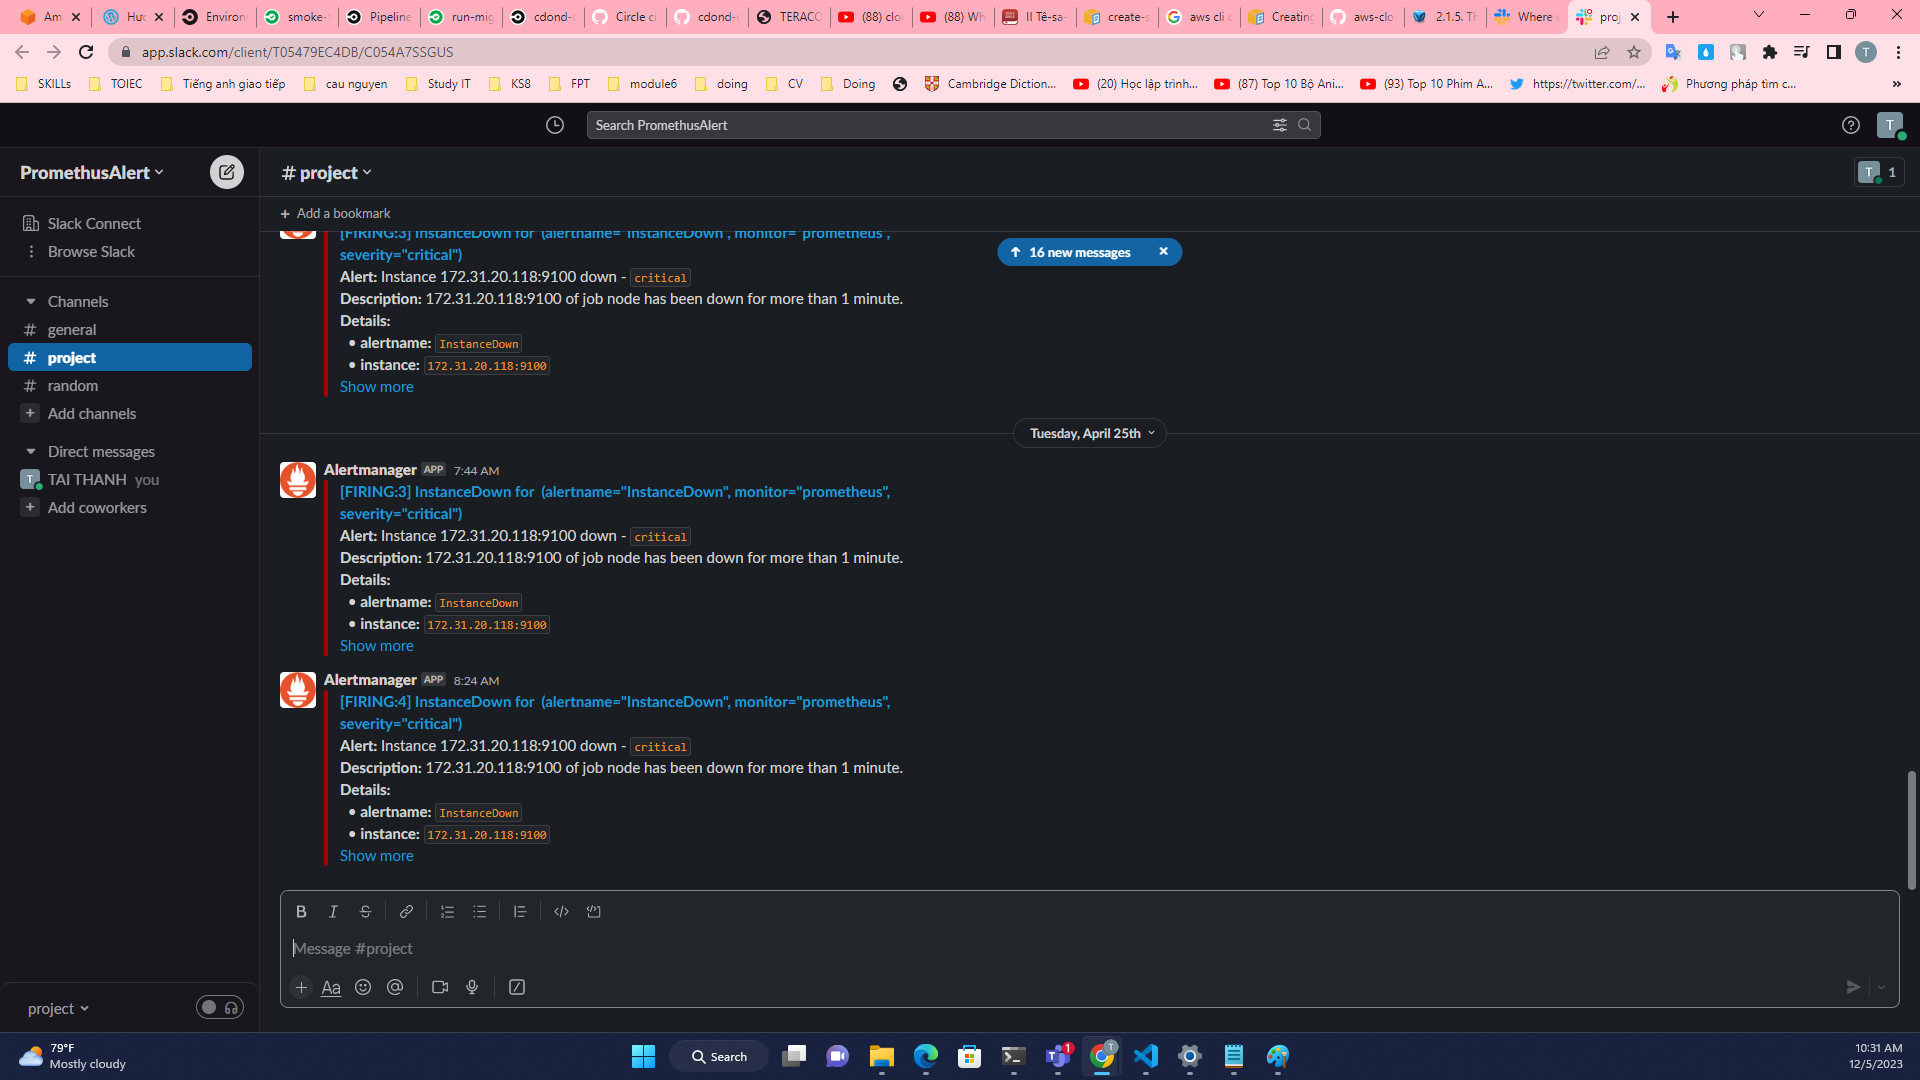 Am
Hươ
Environ
smoke-
Pipeline
run-mig
cdond-c
Circle ci
cdond-c
TERACO
(88) clou
(88) Wh
II Tê-sa-
create-s
aws cli c
Creating
aws-clo
2.1.5. Th
Where w
proj
app.slack.com/client/T05479EC4DB/C054A7SSGUS
T
SKILLs
TOIEC
Tiếng anh giao tiếp
cau nguyen
Study IT
KS8
FPT
module6
doing
CV
Doing
Cambridge Diction...
(20) Học lập trình...
(87) Top 10 Bộ Ani...
(93) Top 10 Phim A...
https://twitter.com/...
Phương pháp tìm c...
»
Search PromethusAlert
T
PromethusAlert
# project
T 1
+ Add a bookmark
Slack Connect
Browse Slack
Channels
# general
# project
# random
+ Add channels
Direct messages
T TAI THANH you
+ Add coworkers
[FIRING:3] InstanceDown for (alertname="InstanceDown", monitor="prometheus",
severity="critical")
16 new messages
Alert: Instance 172.31.20.118:9100 down - critical
Description: 172.31.20.118:9100 of job node has been down for more than 1 minute.
Details:
• alertname: InstanceDown
• instance: 172.31.20.118:9100
Show more
Tuesday, April 25th
Alertmanager APP 7:44 AM
[FIRING:3] InstanceDown for (alertname="InstanceDown", monitor="prometheus",
severity="critical")
Alert: Instance 172.31.20.118:9100 down - critical
Description: 172.31.20.118:9100 of job node has been down for more than 1 minute.
Details:
• alertname: InstanceDown
• instance: 172.31.20.118:9100
Show more
Alertmanager APP 8:24 AM
[FIRING:4] InstanceDown for (alertname="InstanceDown", monitor="prometheus",
severity="critical")
Alert: Instance 172.31.20.118:9100 down - critical
Description: 172.31.20.118:9100 of job node has been down for more than 1 minute.
Details:
• alertname: InstanceDown
• instance: 172.31.20.118:9100
Show more
B I S
Message #project
+ Aa @
project
79°F
Mostly cloudy
Search
1
T
10:31 AM
12/5/2023